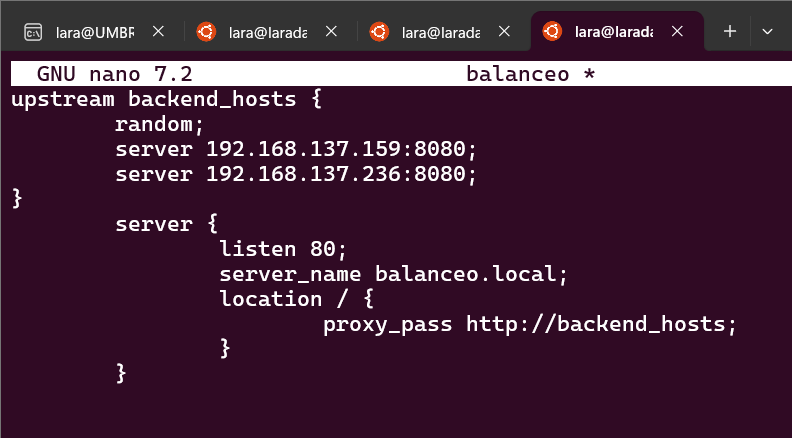 lara@UMBR
lara@larada
lara@larada
lara@larada
GNU nano 7.2 balanceo *
upstream backend_hosts {
random;
server 192.168.137.159:8080;
server 192.168.137.236:8080;
}
server {
listen 80;
server_name balanceo.local;
location / {
proxy_pass http://backend_hosts;
}
}